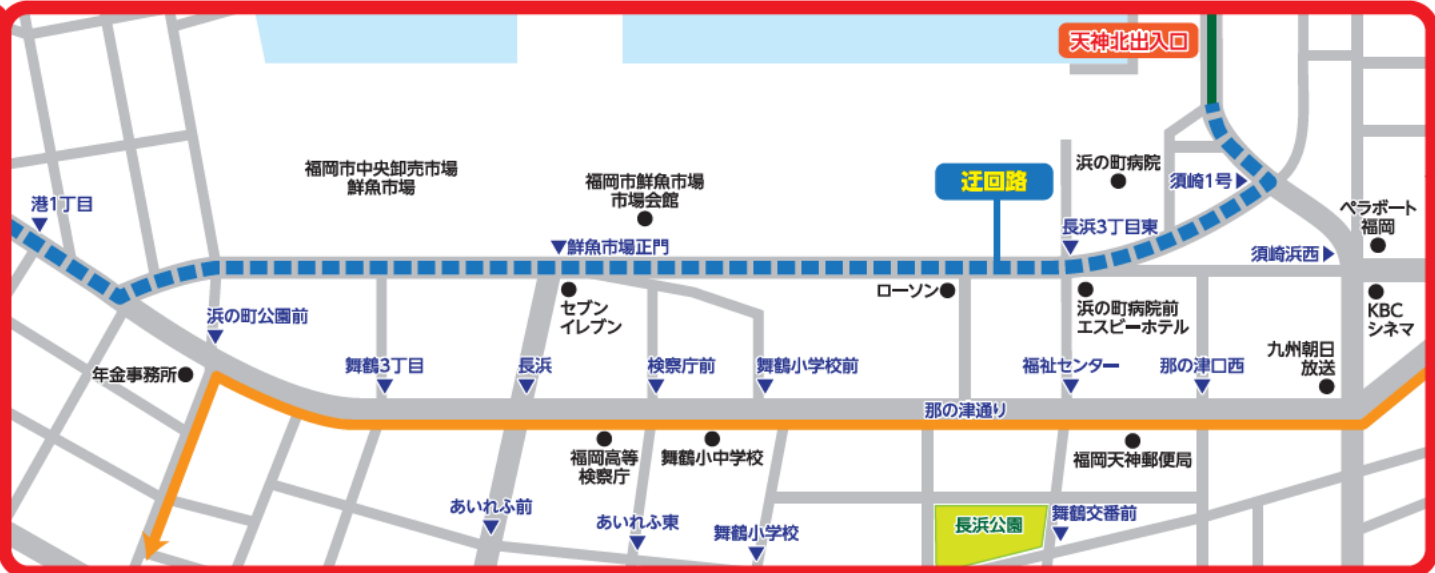 天神北出入口
福岡市中央卸売市場
鮮魚市場
福岡市鮮魚市場
市場会館
浜の町病院
迂回路
須崎1号
港1丁目
ペラボート
福岡
長浜3丁目東
鮮魚市場正門
須崎浜西
ローソン
セブン
イレブン
浜の町病院前
エスビーホテル
KBC
シネマ
浜の町公園前
九州朝日
放送
年金事務所
舞鶴3丁目
長浜
検察庁前
舞鶴小学校前
福祉センター
那の津口西
那の津通り
福岡高等
検察庁
舞鶴小中学校
福岡天神郵便局
あいれふ前
あいれふ東
舞鶴小学校
長浜公園
舞鶴交番前